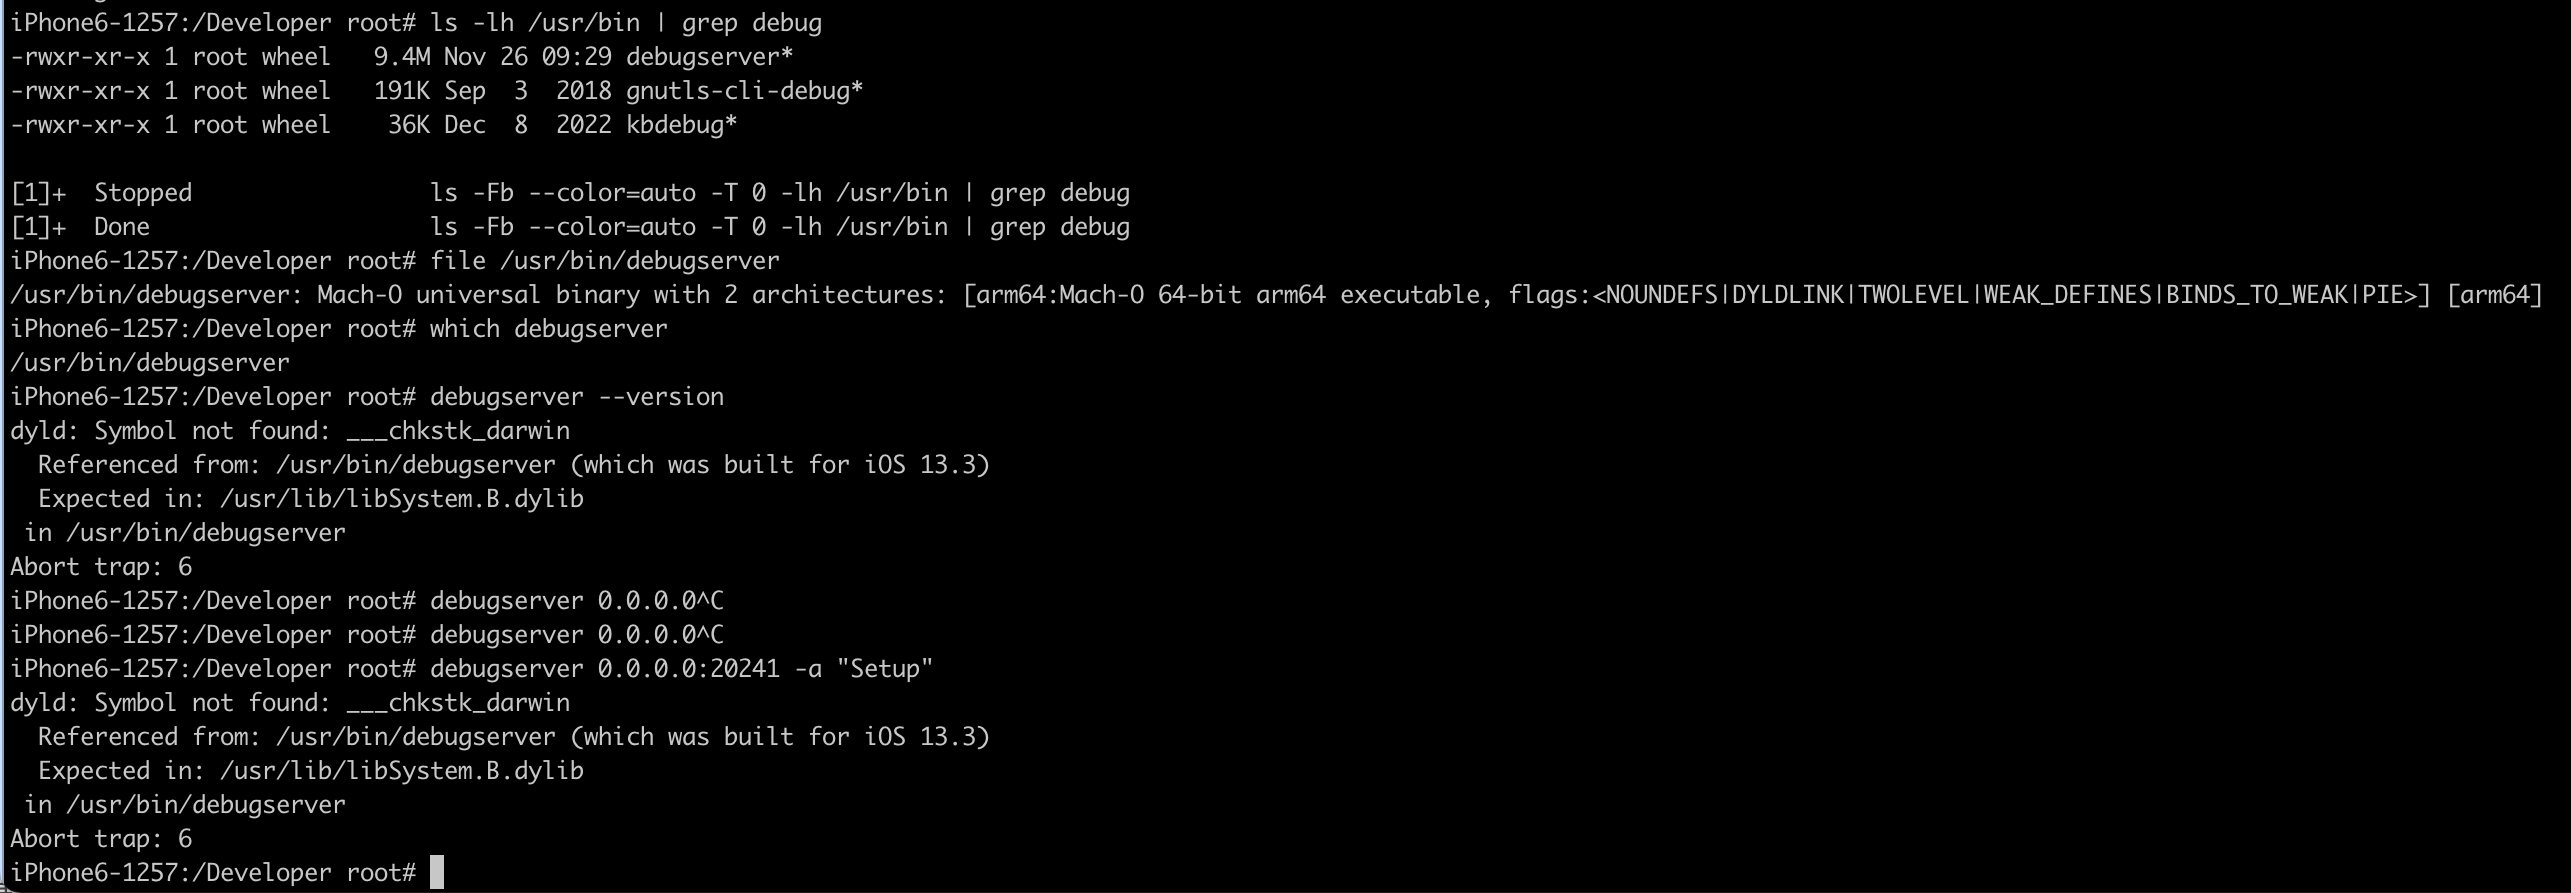 iPhone6-1257:/Developer root# ls -lh /usr/bin | grep debug
-rwxr-xr-x 1 root wheel   9.4M Nov 26 09:29 debugserver*
-rwxr-xr-x 1 root wheel   191K Sep  3  2018 gnutls-cli-debug*
-rwxr-xr-x 1 root wheel    36K Dec  8  2022 kbdebug*

[1]+  Stopped                 ls -Fb --color=auto -T 0 -lh /usr/bin | grep debug
[1]+  Done                    ls -Fb --color=auto -T 0 -lh /usr/bin | grep debug
iPhone6-1257:/Developer root# file /usr/bin/debugserver
/usr/bin/debugserver: Mach-O universal binary with 2 architectures: [arm64:Mach-O 64-bit arm64 executable, flags:<NOUNDEFS|DYLDLINK|TWOLEVEL|WEAK_DEFINES|BINDS_TO_WEAK|PIE>] [arm64]
iPhone6-1257:/Developer root# which debugserver
/usr/bin/debugserver
iPhone6-1257:/Developer root# debugserver --version
dyld: Symbol not found: ___chkstk_darwin
  Referenced from: /usr/bin/debugserver (which was built for iOS 13.3)
  Expected in: /usr/lib/libSystem.B.dylib
 in /usr/bin/debugserver
Abort trap: 6
iPhone6-1257:/Developer root# debugserver 0.0.0.0^C
iPhone6-1257:/Developer root# debugserver 0.0.0.0^C
iPhone6-1257:/Developer root# debugserver 0.0.0.0:20241 -a "Setup"
dyld: Symbol not found: ___chkstk_darwin
  Referenced from: /usr/bin/debugserver (which was built for iOS 13.3)
  Expected in: /usr/lib/libSystem.B.dylib
 in /usr/bin/debugserver
Abort trap: 6
iPhone6-1257:/Developer root#